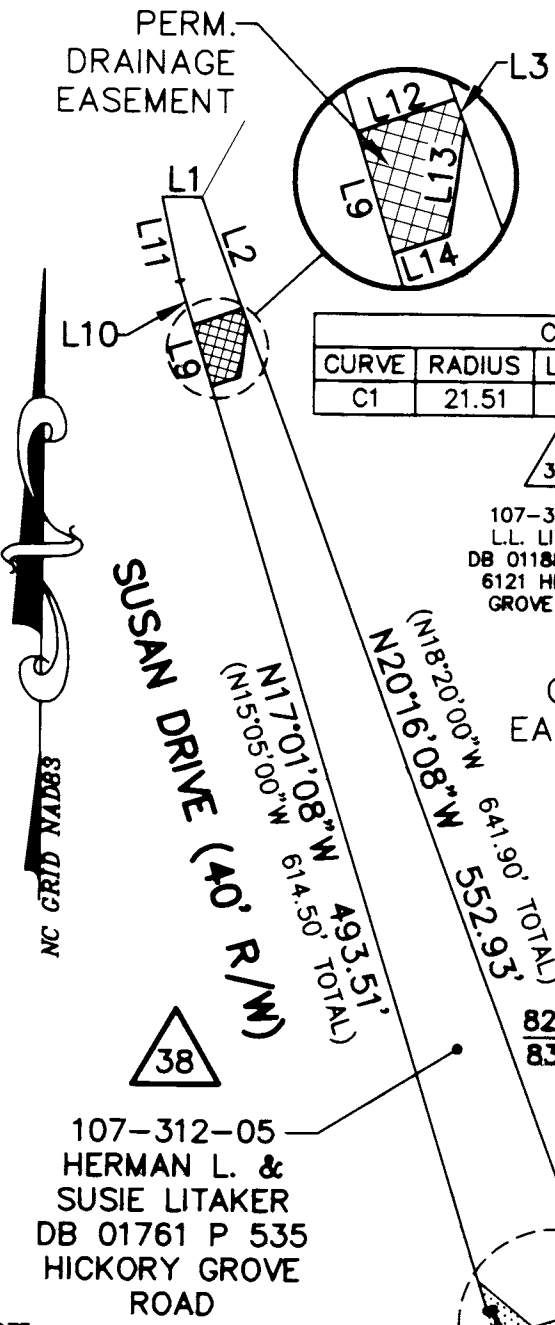 PERM.
DRAINAGE
EASEMENT
L3
L12
L13
L9
L14
L1
L11
L2
L10
L9
CURVE RADIUS
C1 21.51
107-3
L.L. LI
DB 0118
6121 H
GROVE
EA
SUSAN DRIVE (40' R/W)
N17°01'08"W 493.51'
(N15°05'00"W 614.50' TOTAL)
(N18°20'00"W 641.90' TOTAL)
N20°16'08"W 552.93'
NC GRID NAD83
82
83
38
107-312-05
HERMAN L. &
SUSIE LITAKER
DB 01761 P 535
HICKORY GROVE
ROAD